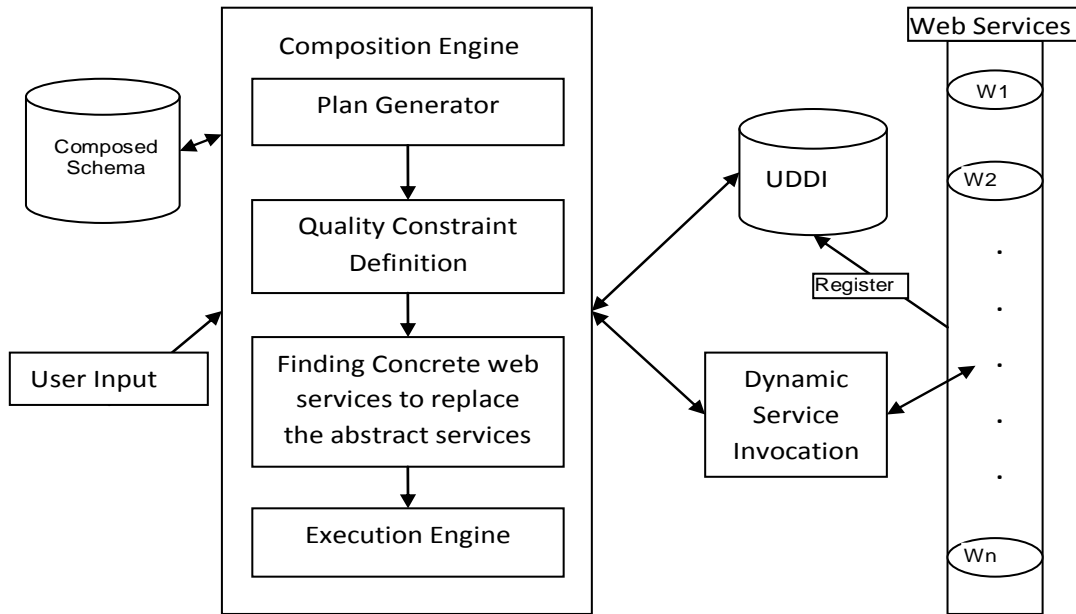 Composition Engine
Plan Generator
Quality Constraint
Definition
Finding Concrete web
services to replace
the abstract services
Execution Engine
Composed
Schema
User Input
UDDI
Register
Dynamic
Service
Invocation
Web Services
W1
W2
Wn